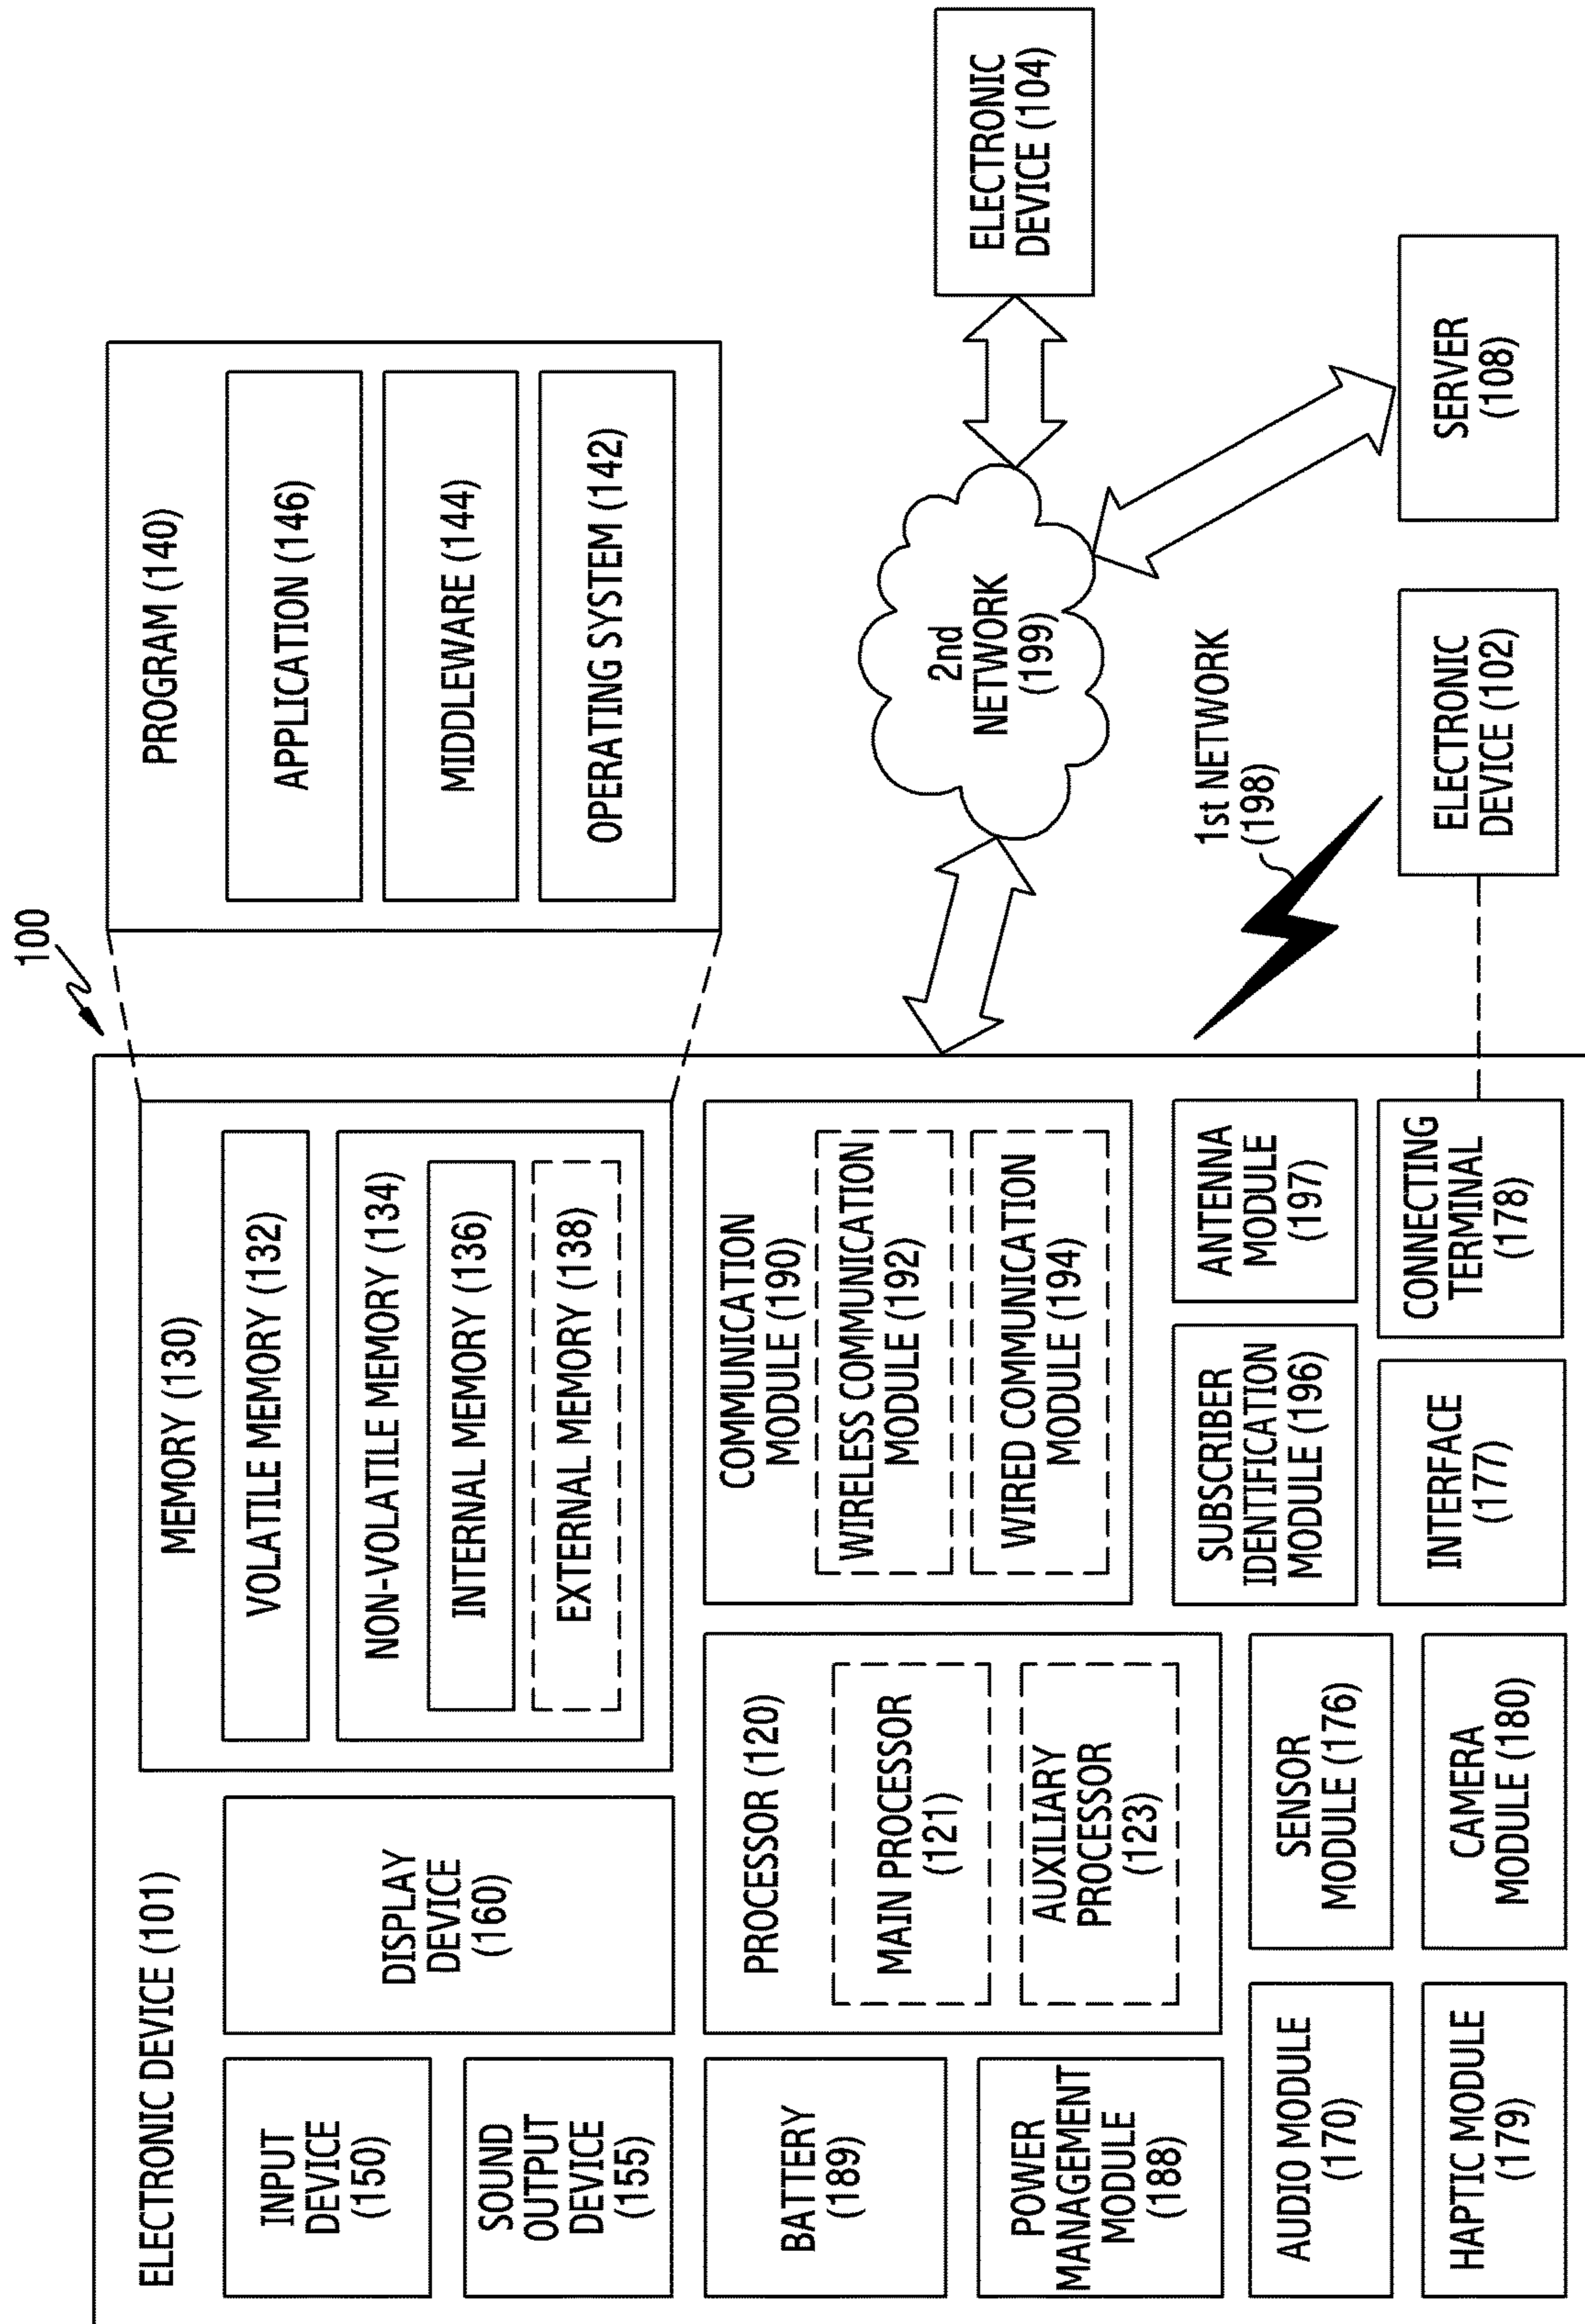 100
ELECTRONIC DEVICE (101)
INPUT
DEVICE
(150)
SOUND
OUTPUT
DEVICE
(155)
DISPLAY
DEVICE
(160)
MEMORY (130)
VOLATILE MEMORY (132)
NON-VOLATILE MEMORY (134)
INTERNAL MEMORY (136)
EXTERNAL MEMORY (138)
PROGRAM (140)
APPLICATION (146)
MIDDLEWARE (144)
OPERATING SYSTEM (142)
BATTERY
(189)
POWER
MANAGEMENT
MODULE
(188)
PROCESSOR (120)
MAIN PROCESSOR
(121)
AUXILIARY
PROCESSOR
(123)
COMMUNICATION
MODULE (190)
WIRELESS COMMUNICATION
MODULE (192)
WIRED COMMUNICATION
MODULE (194)
2nd
NETWORK
(199)
ELECTRONIC
DEVICE (104)
AUDIO MODULE
(170)
SENSOR
MODULE (176)
SUBSCRIBER
IDENTIFICATION
MODULE (196)
ANTENNA
MODULE
(197)
1st NETWORK
(198)
HAPTIC MODULE
(179)
CAMERA
MODULE (180)
INTERFACE
(177)
CONNECTING
TERMINAL
(178)
ELECTRONIC
DEVICE (102)
SERVER
(108)